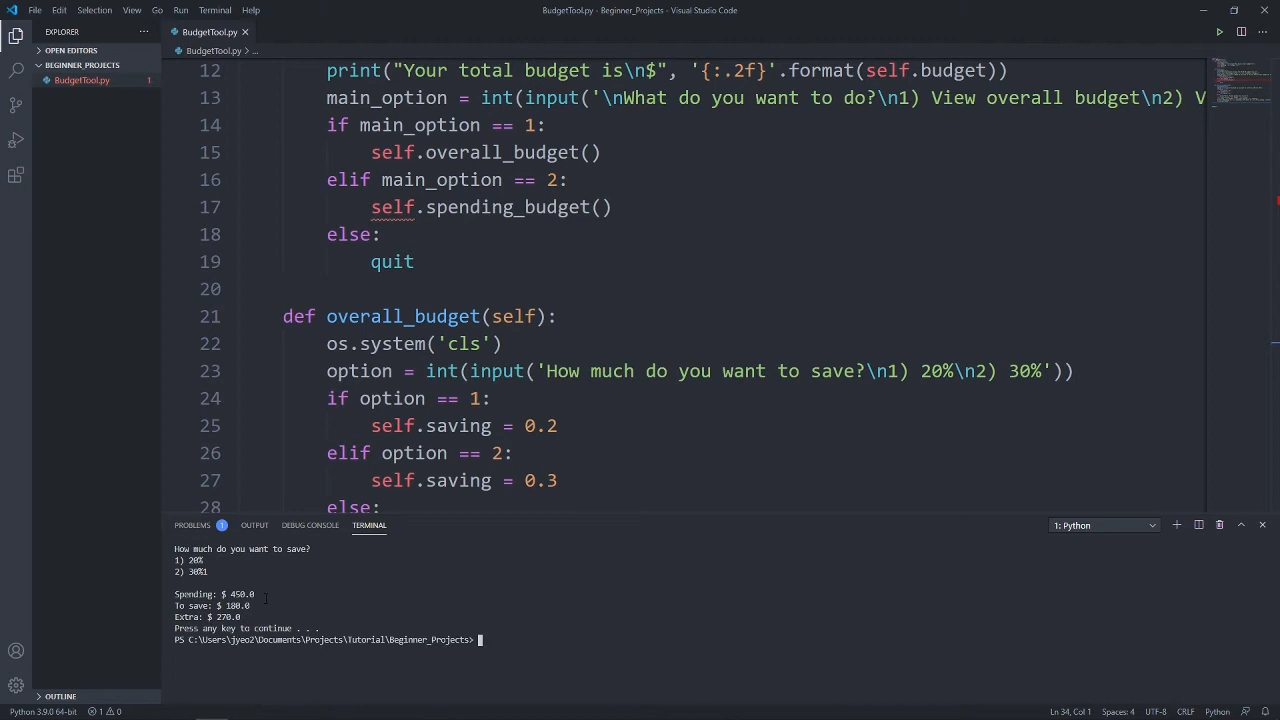 File Edit Selection View Go Run Terminal Help
BudgetTool.py - Beginner_Projects - Visual Studio Code
EXPLORER
BudgetTool.py
OPEN EDITORS
BudgetTool.py > ...
BEGINNER_PROJECTS
BudgetTool.py 1
12 print("Your total budget is\n$", '{:.2f}'.format(self.budget))
13 main_option = int(input('\nWhat do you want to do?\n1) View overall budget\n2) V
14 if main_option == 1:
15 self.overall_budget()
16 elif main_option == 2:
17 self.spending_budget()
18 else:
19 quit
20
21 def overall_budget(self):
22 os.system('cls')
23 option = int(input('How much do you want to save?\n1) 20%\n2) 30%'))
24 if option == 1:
25 self.saving = 0.2
26 elif option == 2:
27 self.saving = 0.3
28 else:
PROBLEMS 1 OUTPUT DEBUG CONSOLE TERMINAL 1: Python
How much do you want to save?
1) 20%
2) 30%1
Spending: $ 450.0
To save: $ 180.0
Extra: $ 270.0
Press any key to continue . . .
PS C:\Users\jyeo2\Documents\Projects\Tutorial\Beginner_Projects>
OUTLINE
Python 3.9.0 64-bit 1 0 Ln 34, Col 1 Spaces: 4 UTF-8 CRLF Python